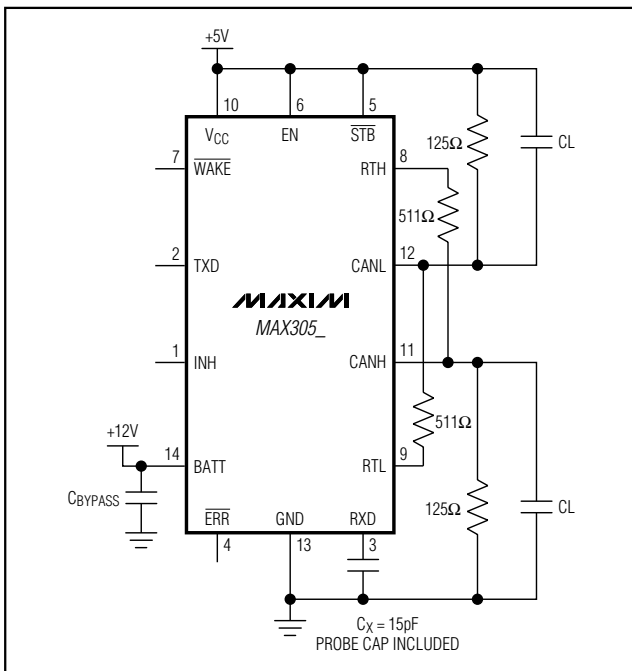 +5V
10
6
5
VCC
EN
STB
125Ω
CL
7
WAKE
RTH
8
511Ω
2
TXD
CANL
12
MAXIM
MAX305_
1
INH
CANH
11
+12V
511Ω
14
BATT
RTL
9
CBYPASS
ERR
GND
RXD
125Ω
CL
4
13
3
CX = 15pF
PROBE CAP INCLUDED